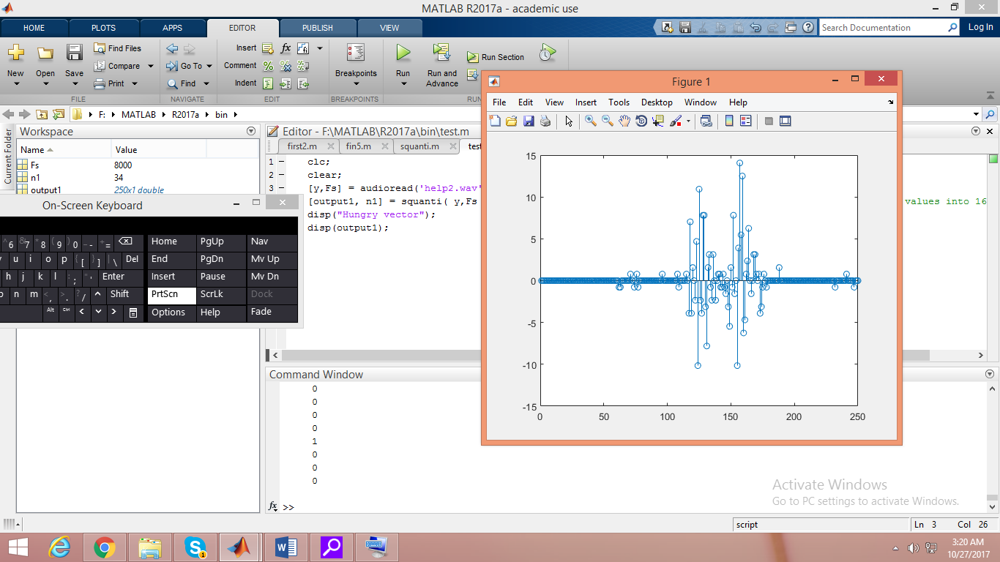 MATLAB R2017a - academic use
HOME PLOTS APPS EDITOR PUBLISH VIEW
Search Documentation
Log In
New Open Save
Find Files
Compare
Print
FILE
Go To
Find
NAVIGATE
Insert fx
Comment
Indent
EDIT
Breakpoints
BREAKPOINTS
Run
Run and
Advance
Run Section
RUN
F: MATLAB R2017a bin
Current Folder
Workspace
Name Value
Fs 8000
n1 34
output1 250x1 double
Editor - F:\MATLAB\R2017a\bin\test.m
first2.m fin5.m squanti.m test
1 clc;
2 clear;
3 [y,Fs] = audioread('help2.wav'
[output1, n1] = squanti( y,Fs
values into 16
disp("Hungry vector");
disp(output1);
On-Screen Keyboard
^ 6 & 7 * 8 ( 9 ) 0 _ - + =
Home PgUp Nav
y u i o p { [ } ] | \ Del
End PgDn Mv Up
h j k l : ; " ' Enter
Insert Pause Mv Dn
n m < , > . ? / ^ Shift
PrtScn ScrLk Dock
Alt Ctrl < >
Options Help Fade
Command Window
0
0
0
0
1
0
0
0
fx >>
Figure 1
File Edit View Insert Tools Desktop Window Help
15
10
5
0
-5
-10
-15
0 50 100 150 200 250
Activate Windows
Go to PC settings to activate Windows.
script
Ln 3 Col 26
3:20 AM
10/27/2017